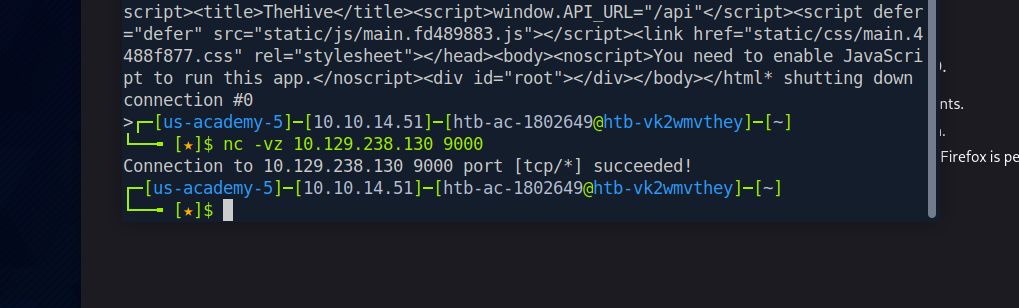 script><title>TheHive</title><script>window.API_URL="/api"</script><script defer
="defer" src="static/js/main.fd489883.js"></script><link href="static/css/main.4
488f877.css" rel="stylesheet"></head><body><noscript>You need to enable JavaScri
pt to run this app.</noscript><div id="root"></div></body></html* shutting down
connection #0
>┌─[us-academy-5]─[10.10.14.51]─[htb-ac-1802649@htb-vk2wmvthey]─[~]
└──╼ [★]$ nc -vz 10.129.238.130 9000
Connection to 10.129.238.130 9000 port [tcp/*] succeeded!
┌─[us-academy-5]─[10.10.14.51]─[htb-ac-1802649@htb-vk2wmvthey]─[~]
└──╼ [★]$
nts.
Firefox is pe